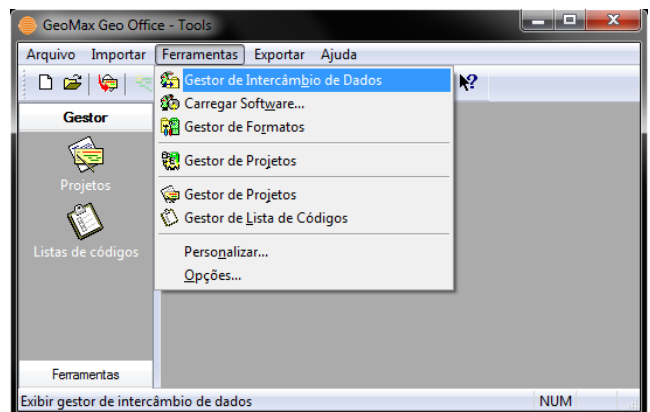 GeoMax Geo Office - Tools
Arquivo Importar Ferramentas Exportar Ajuda
Gestor de Intercâmbio de Dados
Carregar Software...
Gestor de Formatos
Gestor de Projetos
Gestor de Projetos
Gestor de Lista de Códigos
Personalizar...
Opções...
Gestor
Projetos
Listas de códigos
Ferramentas
Exibir gestor de intercâmbio de dados NUM